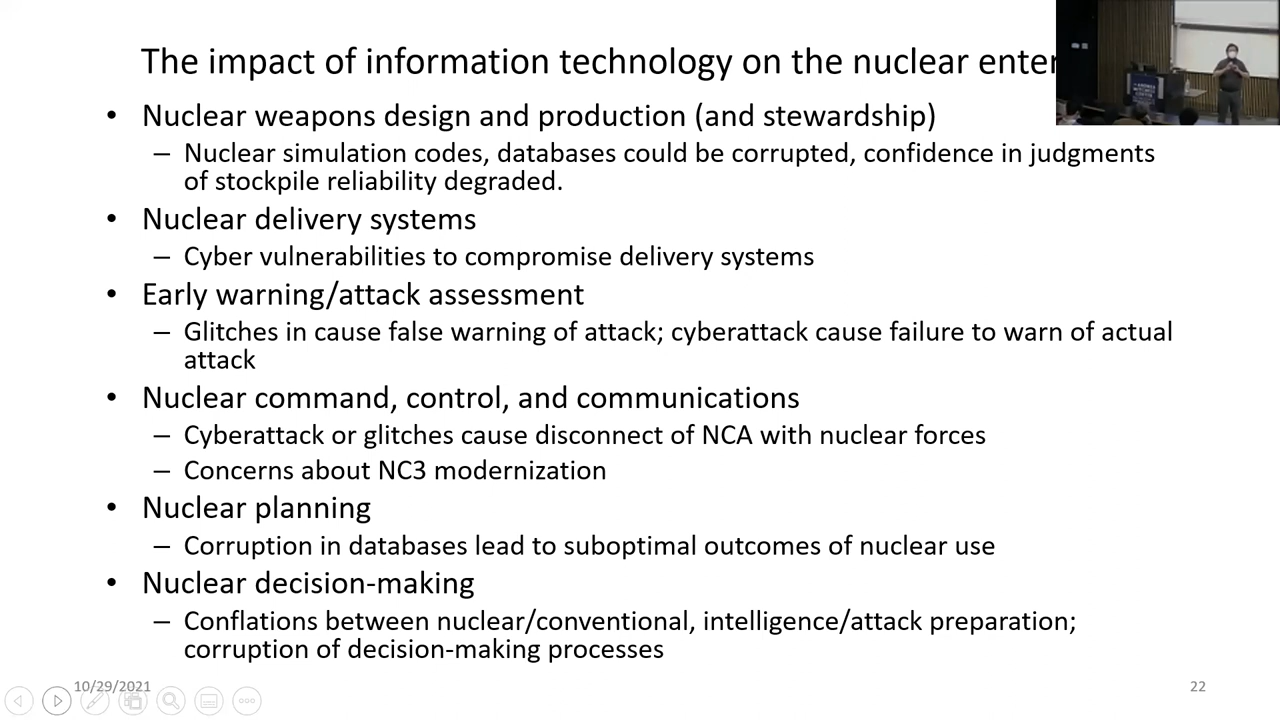 The impact of information technology on the nuclear enter
• Nuclear weapons design and production (and stewardship)
– Nuclear simulation codes, databases could be corrupted, confidence in judgments
of stockpile reliability degraded.
• Nuclear delivery systems
– Cyber vulnerabilities to compromise delivery systems
• Early warning/attack assessment
– Glitches in cause false warning of attack; cyberattack cause failure to warn of actual
attack
• Nuclear command, control, and communications
– Cyberattack or glitches cause disconnect of NCA with nuclear forces
– Concerns about NC3 modernization
• Nuclear planning
– Corruption in databases lead to suboptimal outcomes of nuclear use
• Nuclear decision-making
– Conflations between nuclear/conventional, intelligence/attack preparation;
corruption of decision-making processes
10/29/2021
22